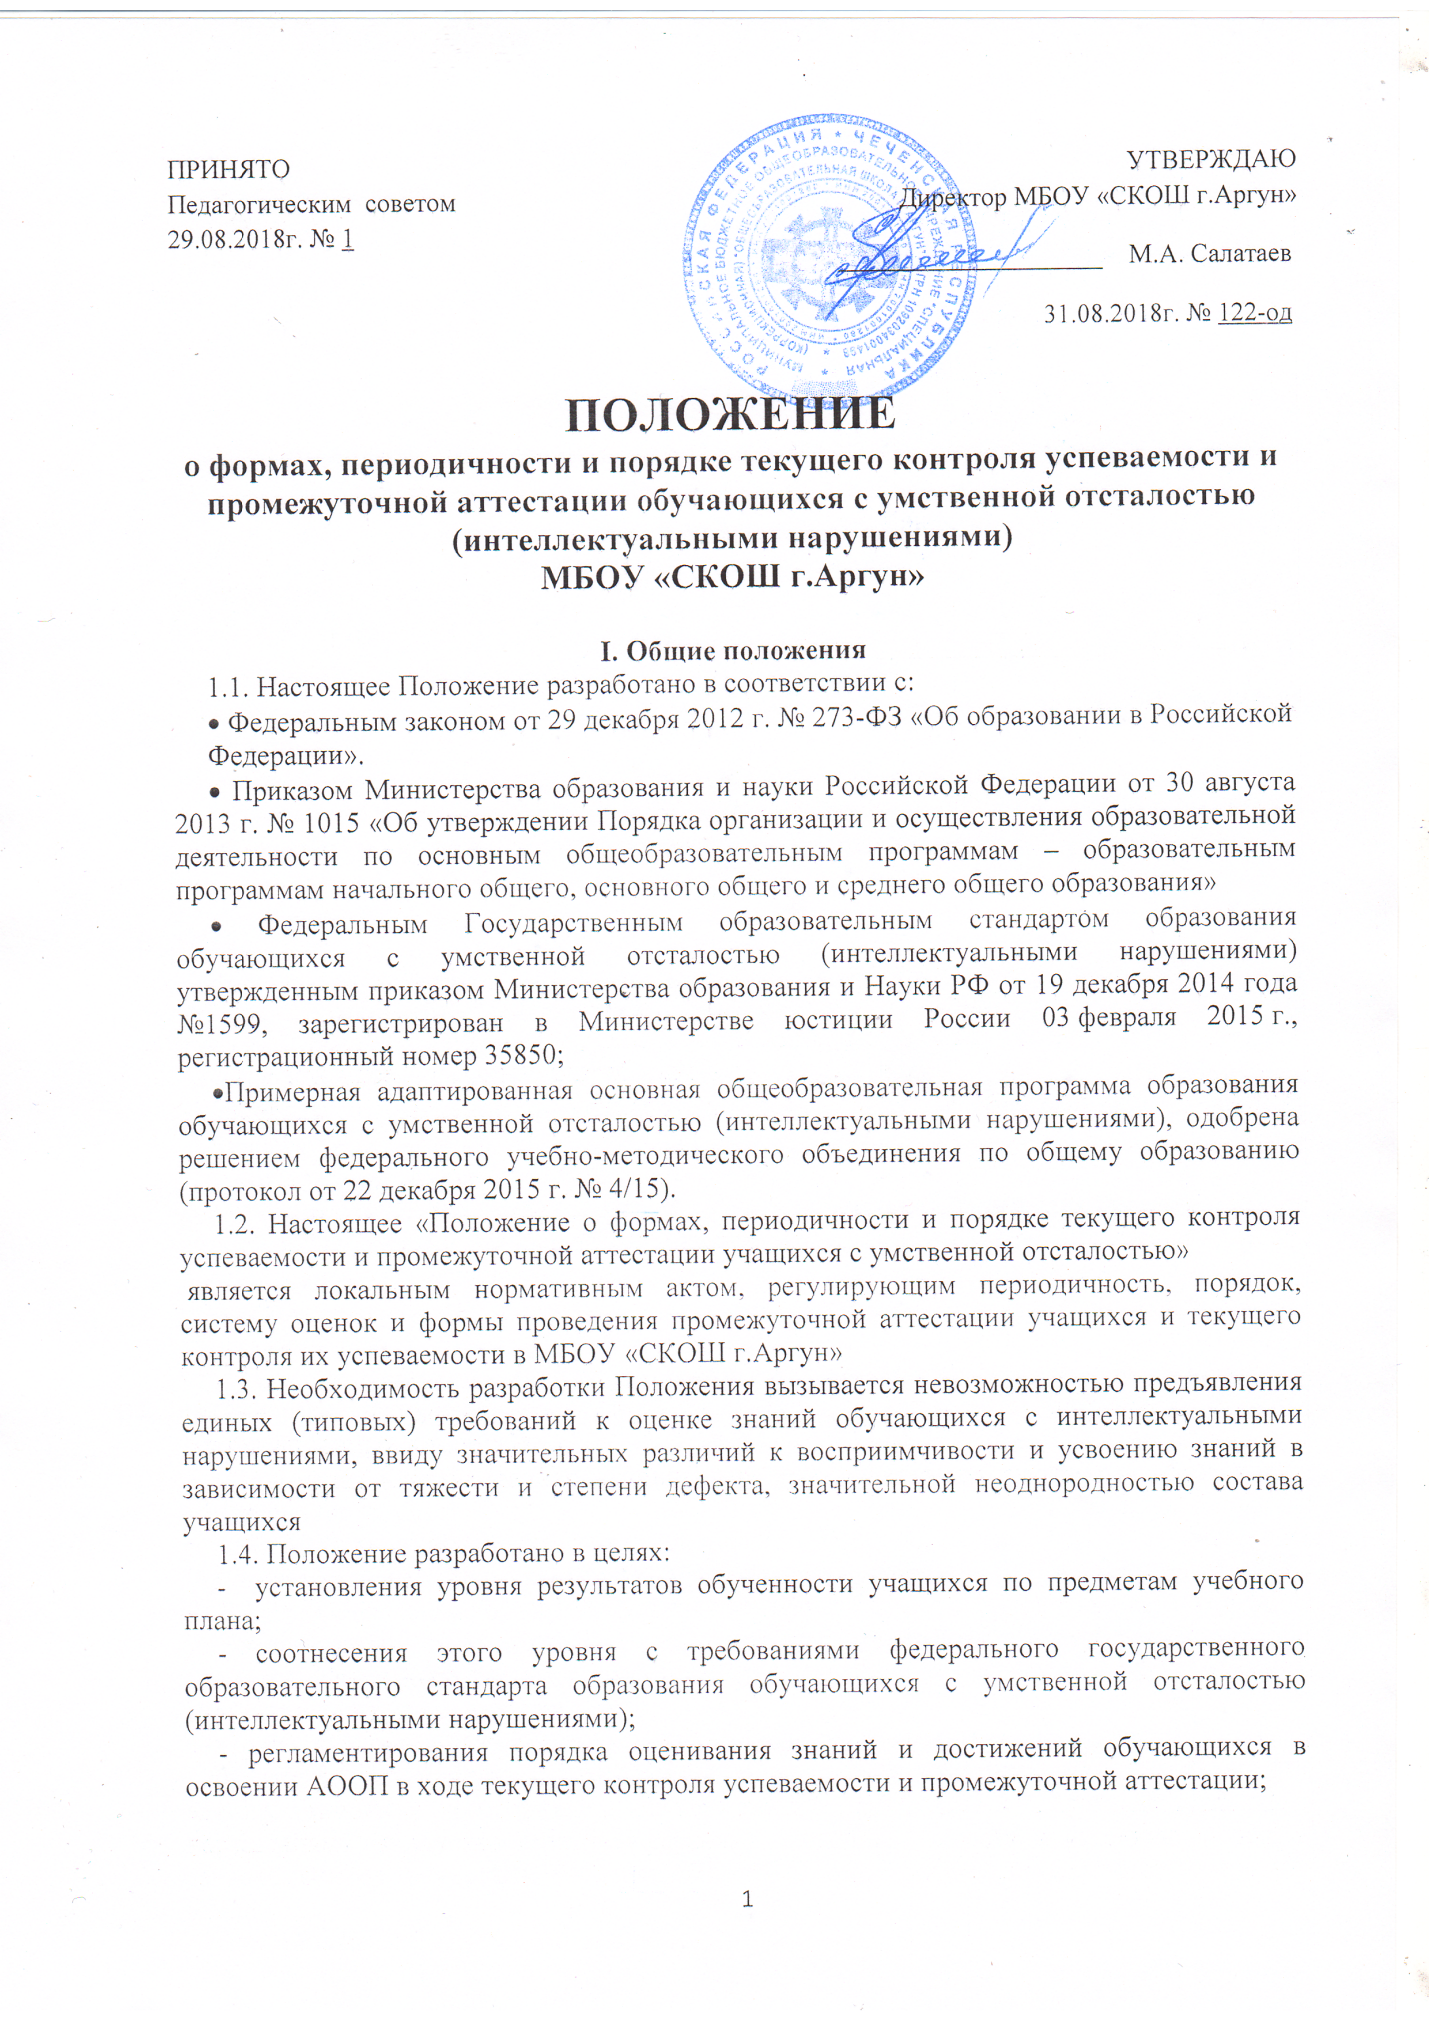 ПРИНЯТО
Педагогическим советом
29.08.2018г. № 1
УТВЕРЖДАЮ
Директор МБОУ «СКОШ г.Аргун»
М.А. Салатаев
31.08.2018г. № 122-од
РОССИЙСКАЯ ФЕДЕРАЦИЯ * ЧЕЧЕНСКАЯ РЕСПУБЛИКА
МУНИЦИПАЛЬНОЕ БЮДЖЕТНОЕ ОБЩЕОБРАЗОВАТЕЛЬНОЕ УЧРЕЖДЕНИЕ "СПЕЦИАЛЬНАЯ
(КОРРЕКЦИОННАЯ) ОБЩЕОБРАЗОВАТЕЛЬНАЯ ШКОЛА
ПОЛОЖЕНИЕ
о формах, периодичности и порядке текущего контроля успеваемости и
промежуточной аттестации обучающихся с умственной отсталостью
(интеллектуальными нарушениями)
МБОУ «СКОШ г.Аргун»
I. Общие положения
1.1. Настоящее Положение разработано в соответствии с:
• Федеральным законом от 29 декабря 2012 г. № 273-ФЗ «Об образовании в Российской
Федерации».
• Приказом Министерства образования и науки Российской Федерации от 30 августа
2013 г. № 1015 «Об утверждении Порядка организации и осуществления образовательной
деятельности по основным общеобразовательным программам – образовательным
программам начального общего, основного общего и среднего общего образования»
• Федеральным Государственным образовательным стандартом образования
обучающихся с умственной отсталостью (интеллектуальными нарушениями)
утвержденным приказом Министерства образования и Науки РФ от 19 декабря 2014 года
№1599, зарегистрирован в Министерстве юстиции России 03 февраля 2015 г.,
регистрационный номер 35850;
•Примерная адаптированная основная общеобразовательная программа образования
обучающихся с умственной отсталостью (интеллектуальными нарушениями), одобрена
решением федерального учебно-методического объединения по общему образованию
(протокол от 22 декабря 2015 г. № 4/15).
1.2. Настоящее «Положение о формах, периодичности и порядке текущего контроля
успеваемости и промежуточной аттестации учащихся с умственной отсталостью»
является локальным нормативным актом, регулирующим периодичность, порядок,
систему оценок и формы проведения промежуточной аттестации учащихся и текущего
контроля их успеваемости в МБОУ «СКОШ г.Аргун»
1.3. Необходимость разработки Положения вызывается невозможностью предъявления
единых (типовых) требований к оценке знаний обучающихся с интеллектуальными
нарушениями, ввиду значительных различий к восприимчивости и усвоению знаний в
зависимости от тяжести и степени дефекта, значительной неоднородностью состава
учащихся
1.4. Положение разработано в целях:
- установления уровня результатов обученности учащихся по предметам учебного
плана;
- соотнесения этого уровня с требованиями федерального государственного
образовательного стандарта образования обучающихся с умственной отсталостью
(интеллектуальными нарушениями);
- регламентирования порядка оценивания знаний и достижений обучающихся в
освоении АООП в ходе текущего контроля успеваемости и промежуточной аттестации;
1